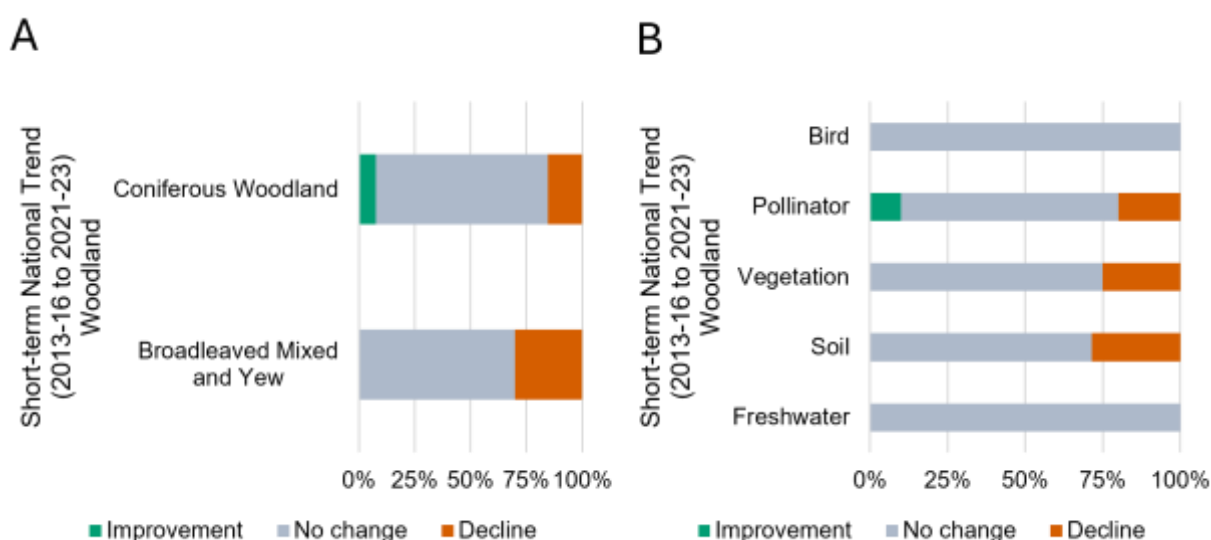 A
Short-term National Trend
(2013-16 to 2021-23)
Woodland
Coniferous Woodland
Broadleaved Mixed
and Yew
0% 25% 50% 75% 100%
Improvement No change Decline
B
Short-term National Trend
(2013-16 to 2021-23)
Woodland
Bird
Pollinator
Vegetation
Soil
Freshwater
0% 25% 50% 75% 100%
Improvement No change Decline